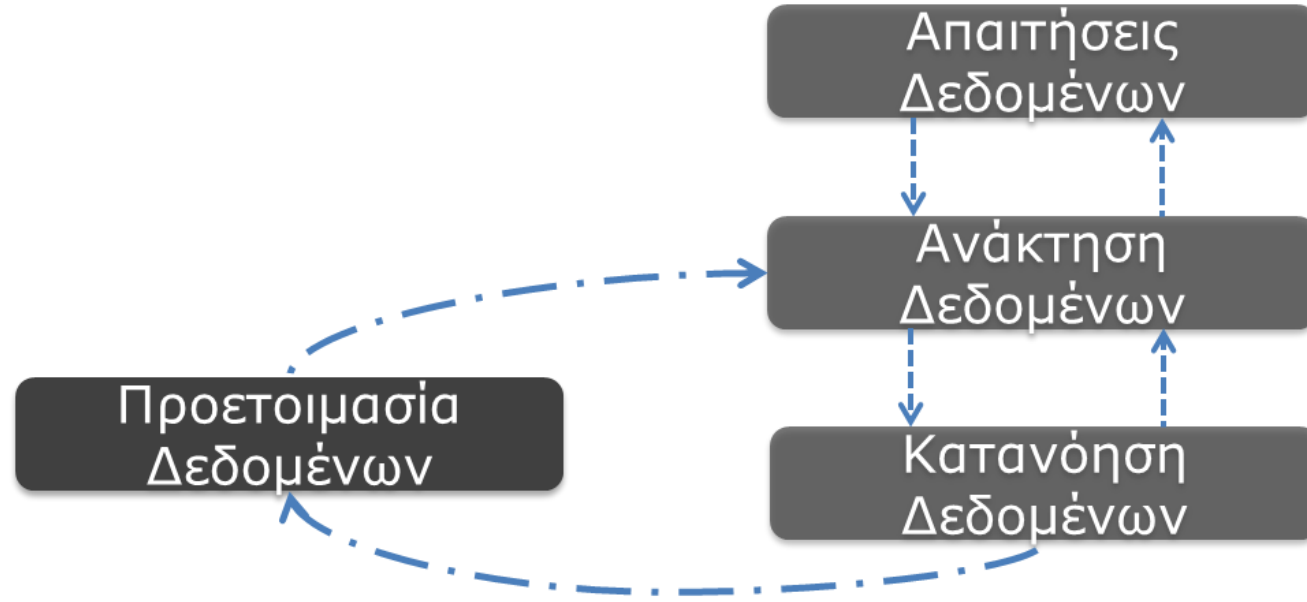 Απαιτήσεις
Δεδομένων
Ανάκτηση
Δεδομένων
Προετοιμασία
Δεδομένων
Κατανόηση
Δεδομένων